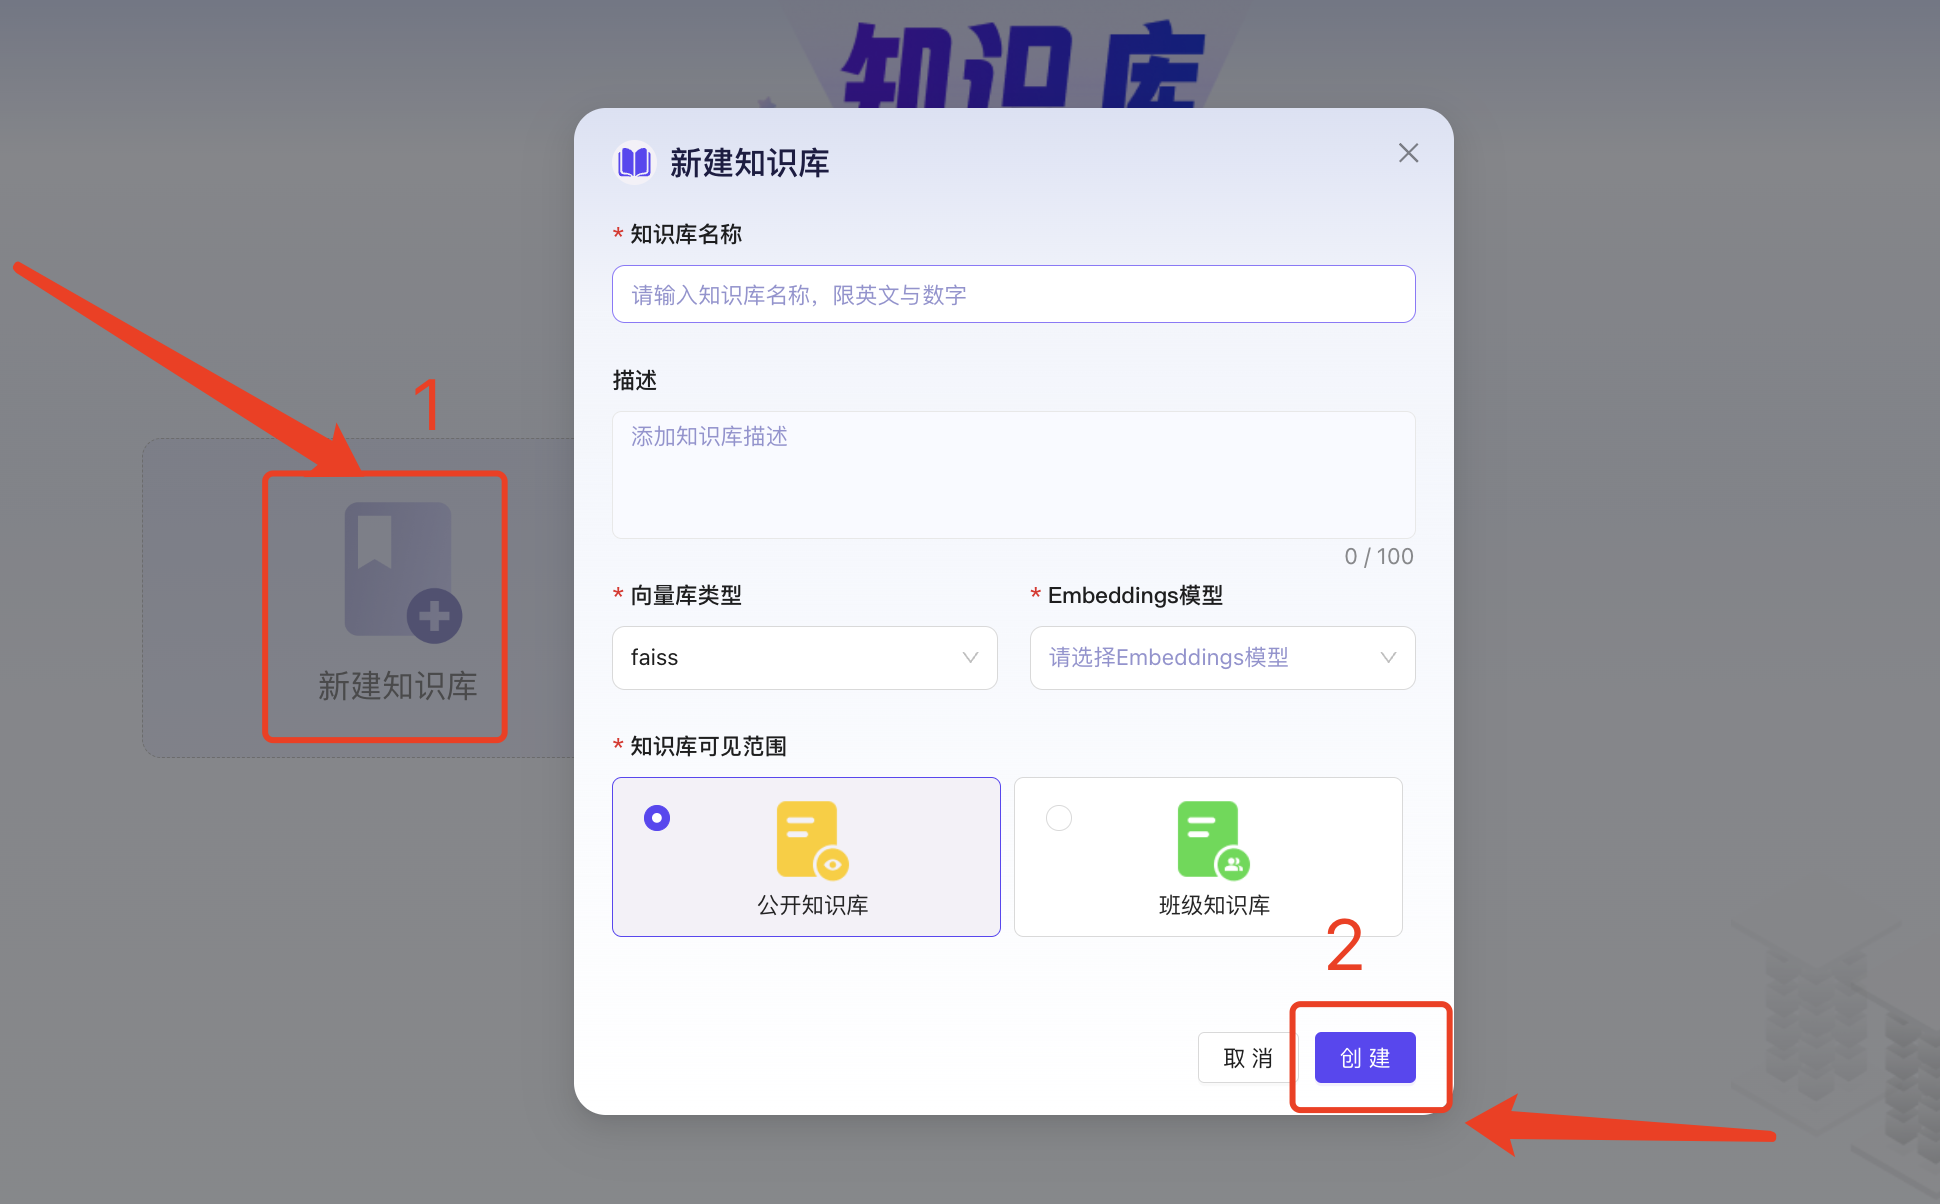 知识库
新建知识库
* 知识库名称
请输入知识库名称，限英文与数字
描述
添加知识库描述
0 / 100
* 向量库类型
* Embeddings模型
faiss
请选择Embeddings模型
* 知识库可见范围
公开知识库
班级知识库
取 消
创 建
1
新建知识库
2